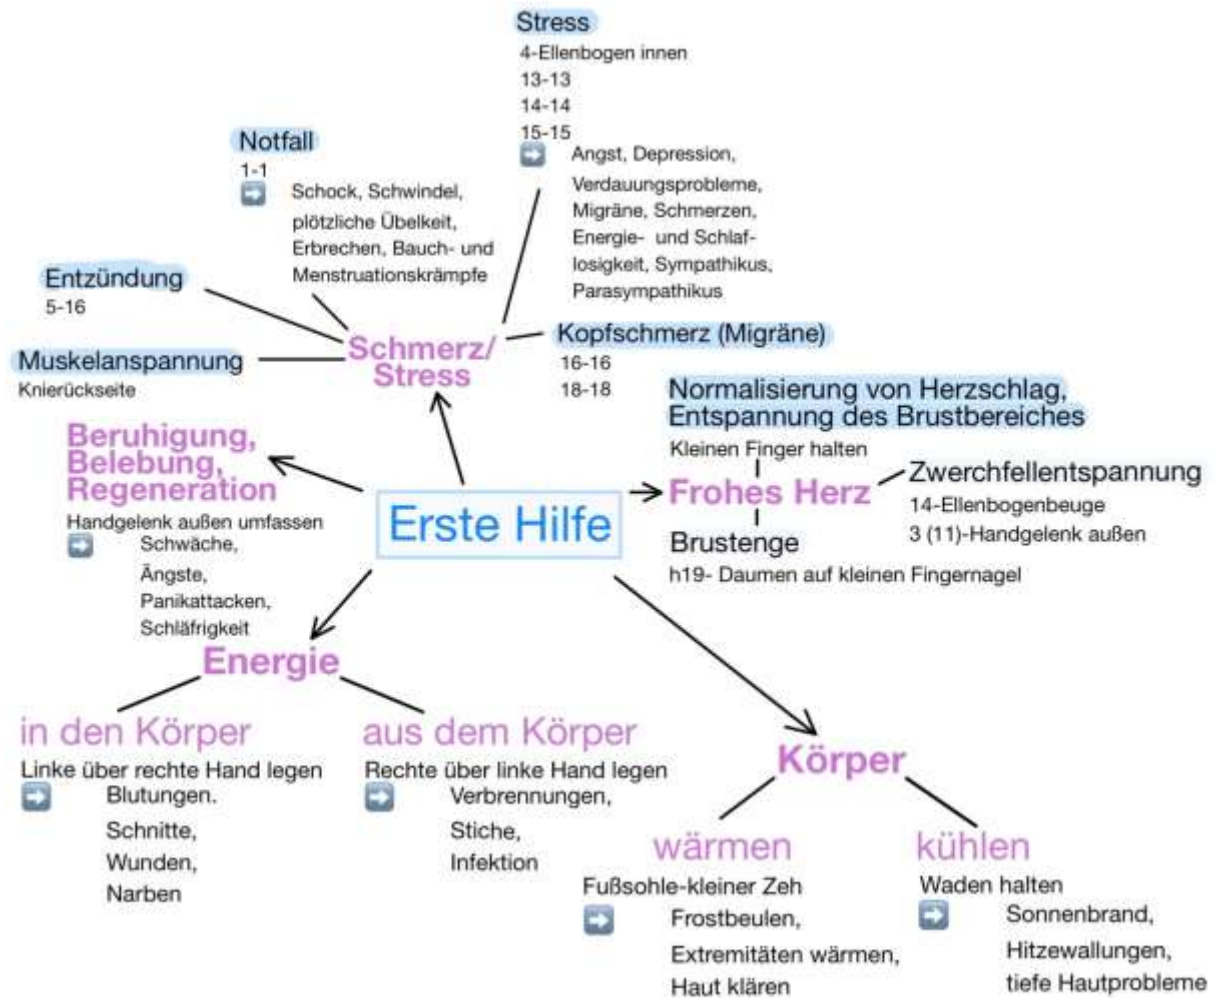 Stress
4-Ellenbogen innen
13-13
14-14
15-15
Angst, Depression,
Verdauungsprobleme,
Migräne, Schmerzen,
Energie- und Schlaf-
losigkeit, Sympathikus,
Parasympathikus
Notfall
1-1
Schock, Schwindel,
plötzliche Übelkeit,
Erbrechen, Bauch- und
Menstruationskrämpfe
Entzündung
5-16
Muskelanspannung
Knierückseite
Schmerz/
Stress
Kopfschmerz (Migräne)
16-16
18-18
Normalisierung von Herzschlag,
Entspannung des Brustbereiches
Kleinen Finger halten
Frohes Herz
Zwerchfellentspannung
14-Ellenbogenbeuge
3 (11)-Handgelenk außen
Brustenge
h19- Daumen auf kleinen Fingernagel
Beruhigung,
Belebung,
Regeneration
Handgelenk außen umfassen
Schwäche,
Ängste,
Panikattacken,
Schläfrigkeit
Erste Hilfe
Energie
in den Körper
Linke über rechte Hand legen
Blutungen.
Schnitte,
Wunden,
Narben
aus dem Körper
Rechte über linke Hand legen
Verbrennungen,
Stiche,
Infektion
Körper
wärmen
Fußsohle-kleiner Zeh
Frostbeulen,
Extremitäten wärmen,
Haut klären
kühlen
Waden halten
Sonnenbrand,
Hitzewallungen,
tiefe Hautprobleme